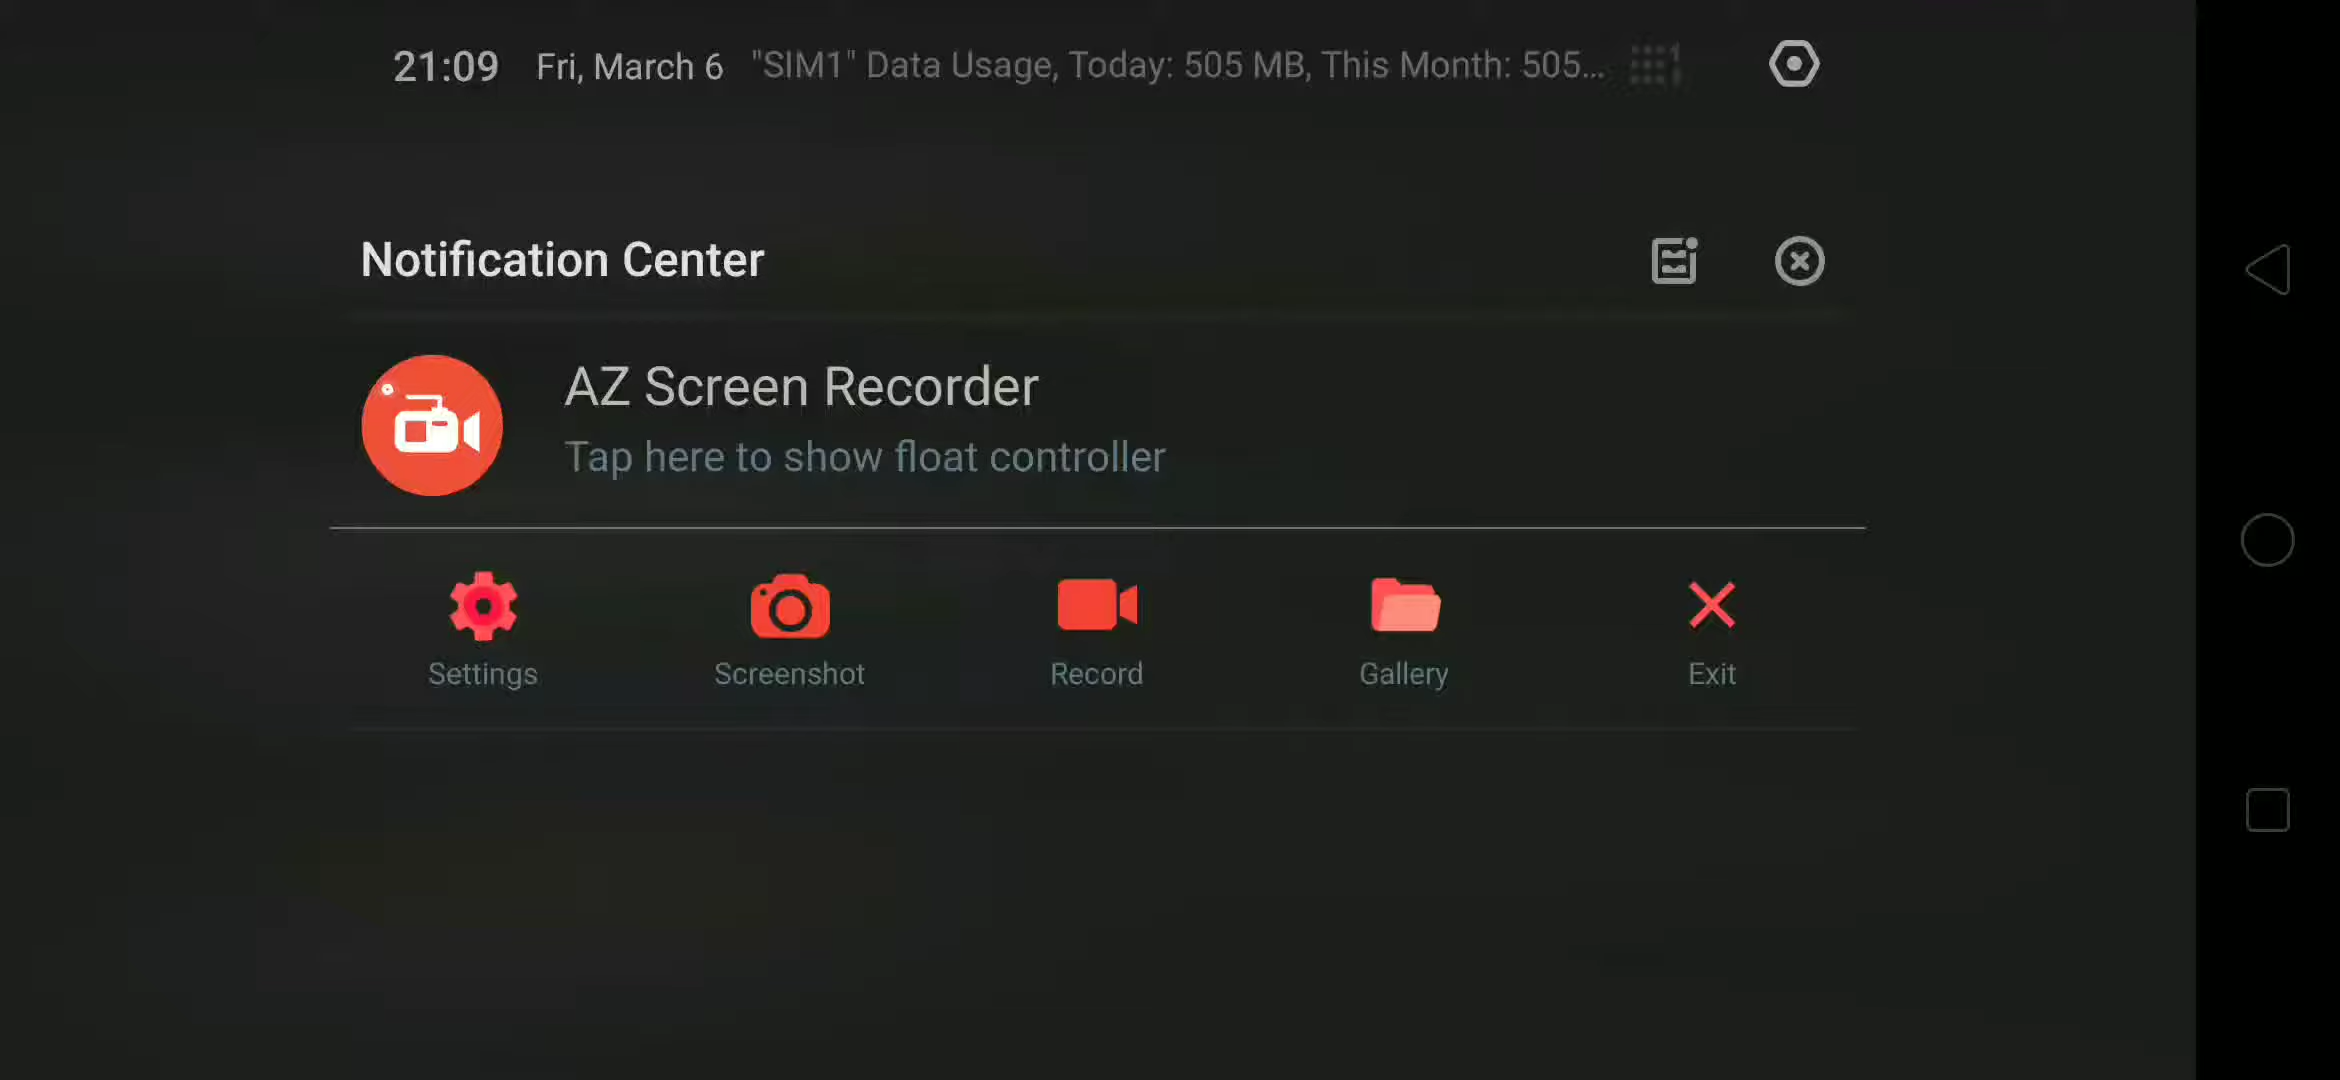 21:09 Fri, March 6 "SIM1" Data Usage, Today: 505 MB, This Month: 505...
Notification Center
AZ Screen Recorder
Tap here to show float controller
Settings Screenshot Record Gallery Exit